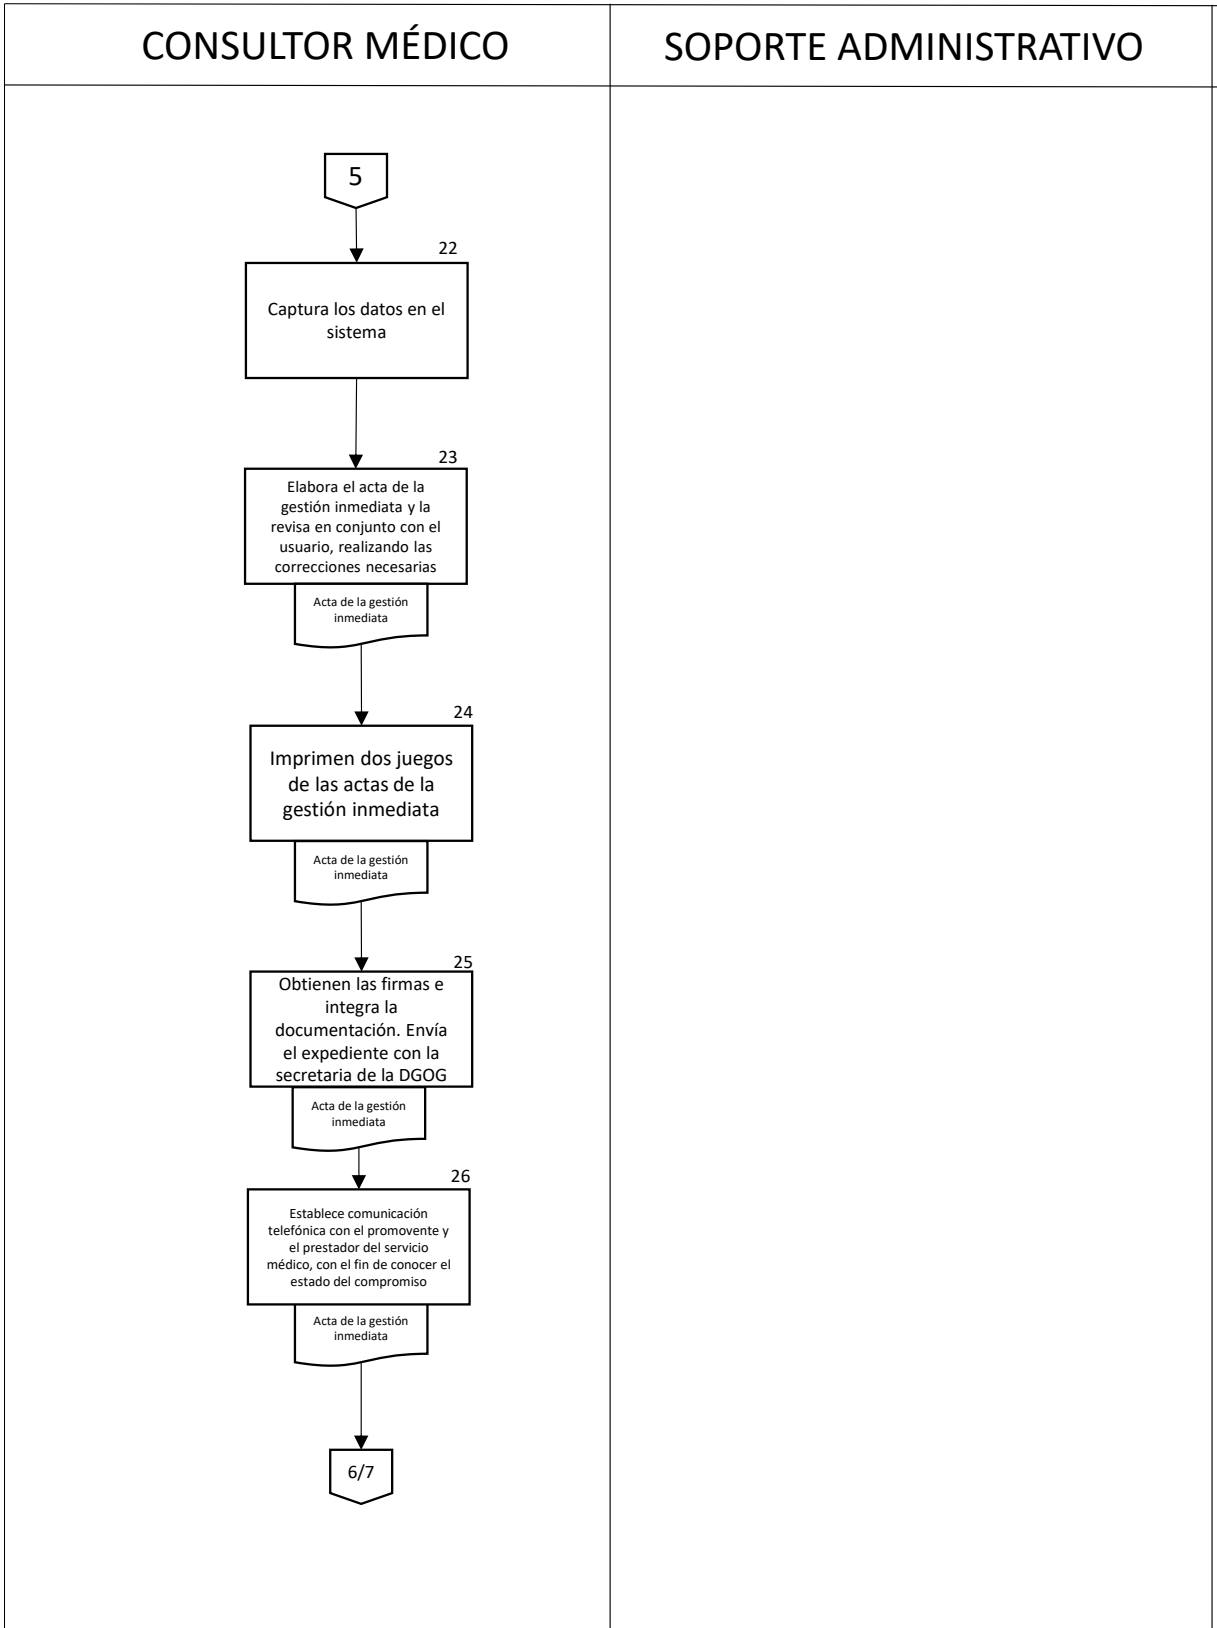 CONSULTOR MÉDICO
SOPORTE ADMINISTRATIVO
5
22
Captura los datos en el
sistema
23
Elabora el acta de la
gestión inmediata y la
revisa en conjunto con el
usuario, realizando las
correcciones necesarias
Acta de la gestión
inmediata
24
Imprimen dos juegos
de las actas de la
gestión inmediata
Acta de la gestión
inmediata
25
Obtienen las firmas e
integra la
documentación. Envía
el expediente con la
secretaria de la DGOG
Acta de la gestión
inmediata
26
Establece comunicación
telefónica con el promovente y
el prestador del servicio
médico, con el fin de conocer el
estado del compromiso
Acta de la gestión
inmediata
6/7